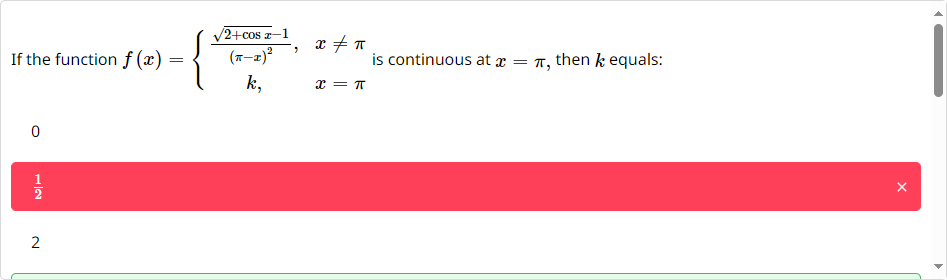 If the function $f(x) = \begin{cases} \frac{\sqrt{2+\cos x}-1}{(\pi-x)^2}, & x \neq \pi \\ k, & x = \pi \end{cases}$ is continuous at $x = \pi$, then $k$ equals:
0
$\frac{1}{2}$ ×
2